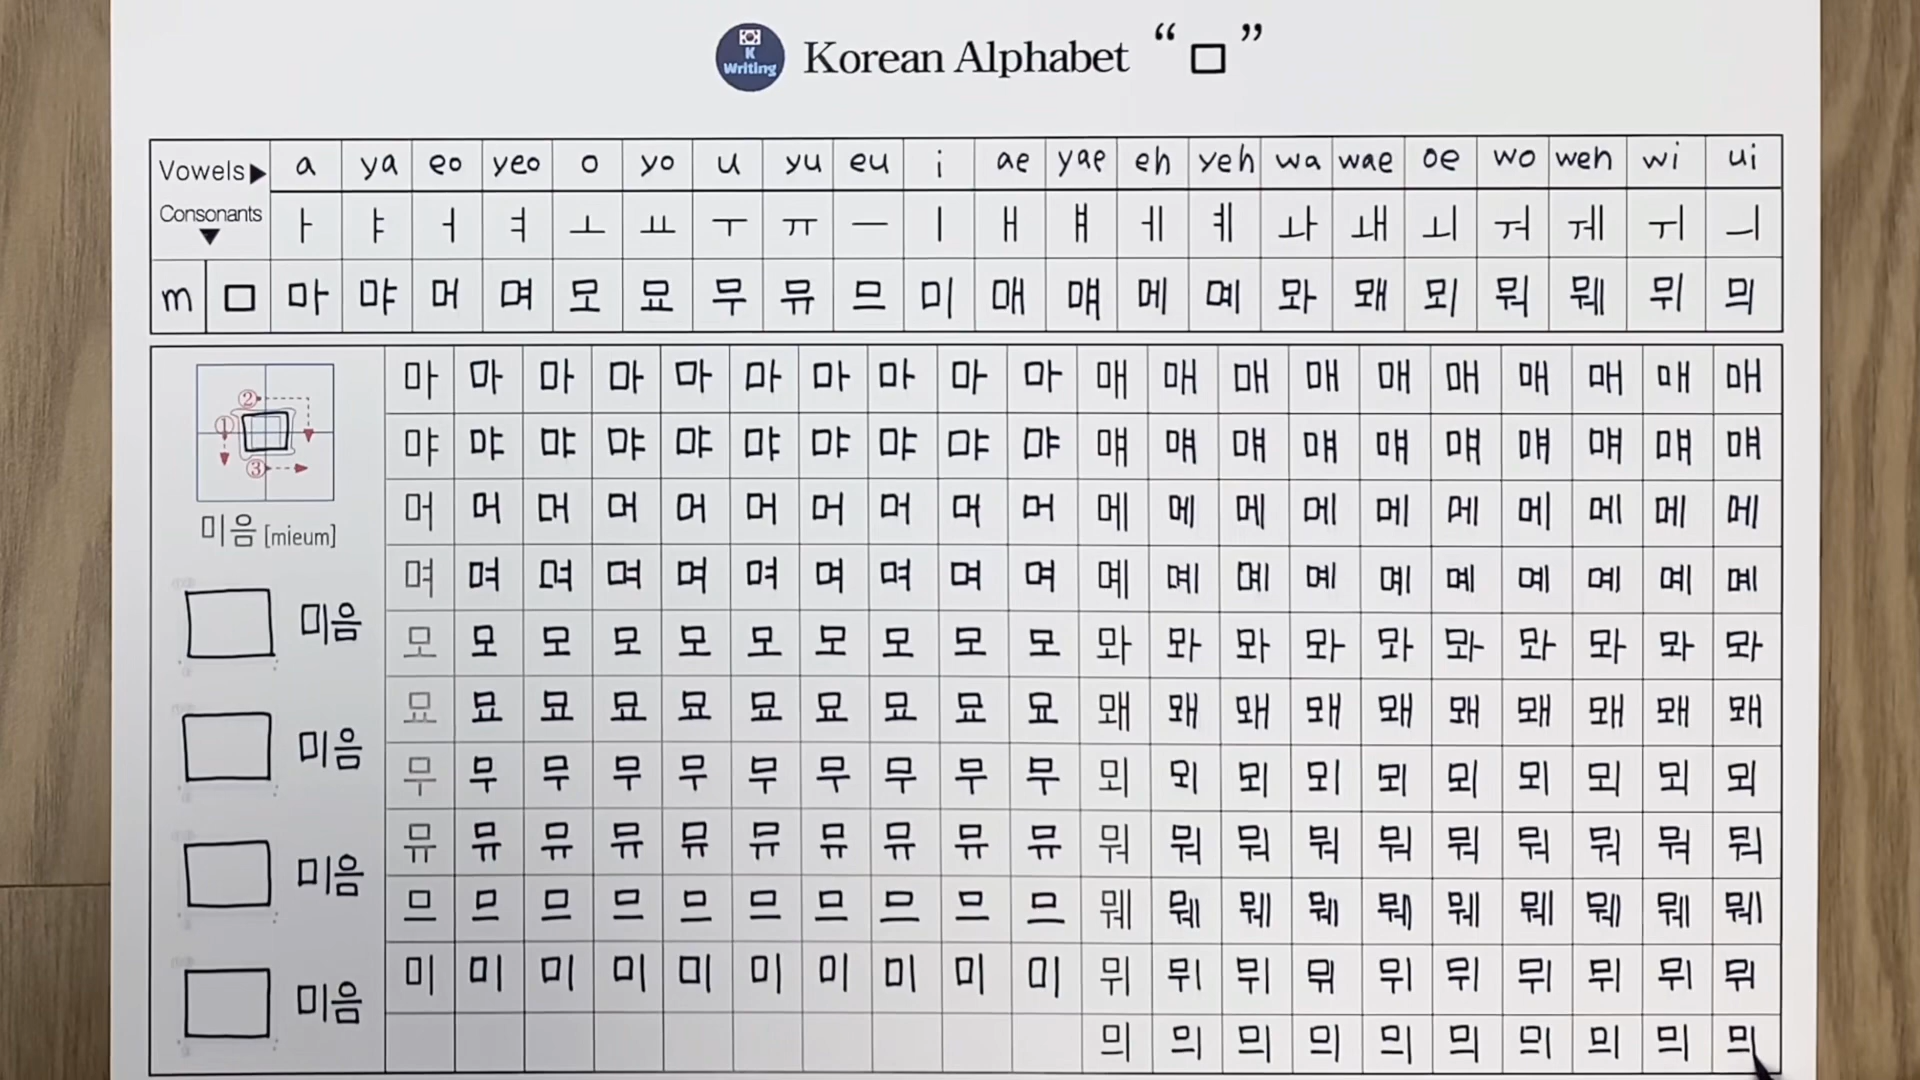 K
Writing
Korean Alphabet “ㅁ”
Vowels▶ a ya eo yeo o yo u yu eu i ae yae eh yeh wa wae oe wo weh wi ui
Consonants ▼ ㅏ ㅑ ㅓ ㅕ ㅗ ㅛ ㅜ ㅠ ㅡ ㅣ ㅐ ㅒ ㅔ ㅖ ㅘ ㅙ ㅚ ㅝ ㅞ ㅟ ㅢ
m ㅁ 마 먀 머 며 모 묘 무 뮤 므 미 매 먜 메 몌 뫄 뫠 뫼 뭐 뭬 뮈 믜
① ② ③
미음 [mieum]
미음
미음
미음
미음
마 마 마 마 마 마 마 마 마 마 매 매 매 매 매 매 매 매 매 매
먀 먀 먀 먀 먀 먀 먀 먀 먀 먀 먜 먜 먜 먜 먜 먜 먜 먜 먜 먜
머 머 머 머 머 머 머 머 머 머 메 메 메 메 메 메 메 메 메 메
며 며 며 며 며 며 며 며 며 며 몌 몌 몌 몌 몌 몌 몌 몌 몌 몌
모 모 모 모 모 모 모 모 모 모 뫄 뫄 뫄 뫄 뫄 뫄 뫄 뫄 뫄 뫄
묘 묘 묘 묘 묘 묘 묘 묘 묘 묘 뫠 뫠 뫠 뫠 뫠 뫠 뫠 뫠 뫠 뫠
무 무 무 무 무 무 무 무 무 무 뫼 뫼 뫼 뫼 뫼 뫼 뫼 뫼 뫼 뫼
뮤 뮤 뮤 뮤 뮤 뮤 뮤 뮤 뮤 뮤 뭐 뭐 뭐 뭐 뭐 뭐 뭐 뭐 뭐 뭐
므 므 므 므 므 므 므 므 므 므 뭬 뭬 뭬 뭬 뭬 뭬 뭬 뭬 뭬 뭬
미 미 미 미 미 미 미 미 미 미 뮈 뮈 뮈 뮈 뮈 뮈 뮈 뮈 뮈 뮈
믜 믜 믜 믜 믜 믜 믜 믜 믜 믜